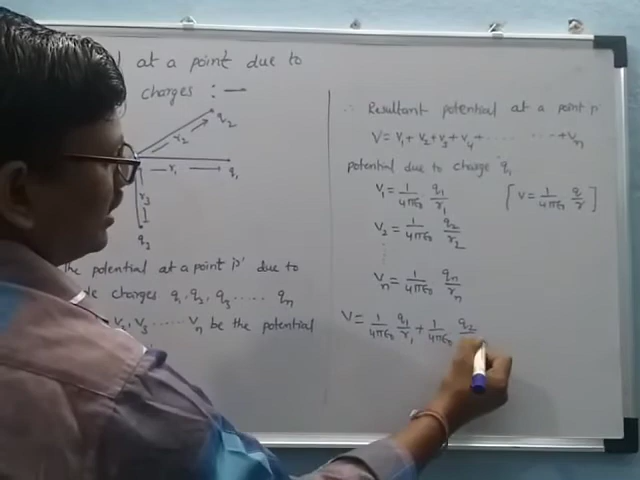 at a point due to
charges : —
r₂
q₂
r₁
q₁
r₃
q₃
the potential at a point 'p' due to
charges q₁ q₂, q₃ ..... qₙ
V₂, V₃ ...... Vₙ be the potential
∴ Resultant potential at a point 'p'
V = V₁ + V₂ + V₃ + V₄ + ..... ..... + Vₙ
potential due to charge 'q₁
V₁ = 1/4πε₀ q₁/r₁ [V = 1/4πε₀ q/r]
V₂ = 1/4πε₀ q₂/r₂
⋮
Vₙ = 1/4πε₀ qₙ/rₙ
V = 1/4πε₀ q₁/r₁ + 1/4πε₀ q₂